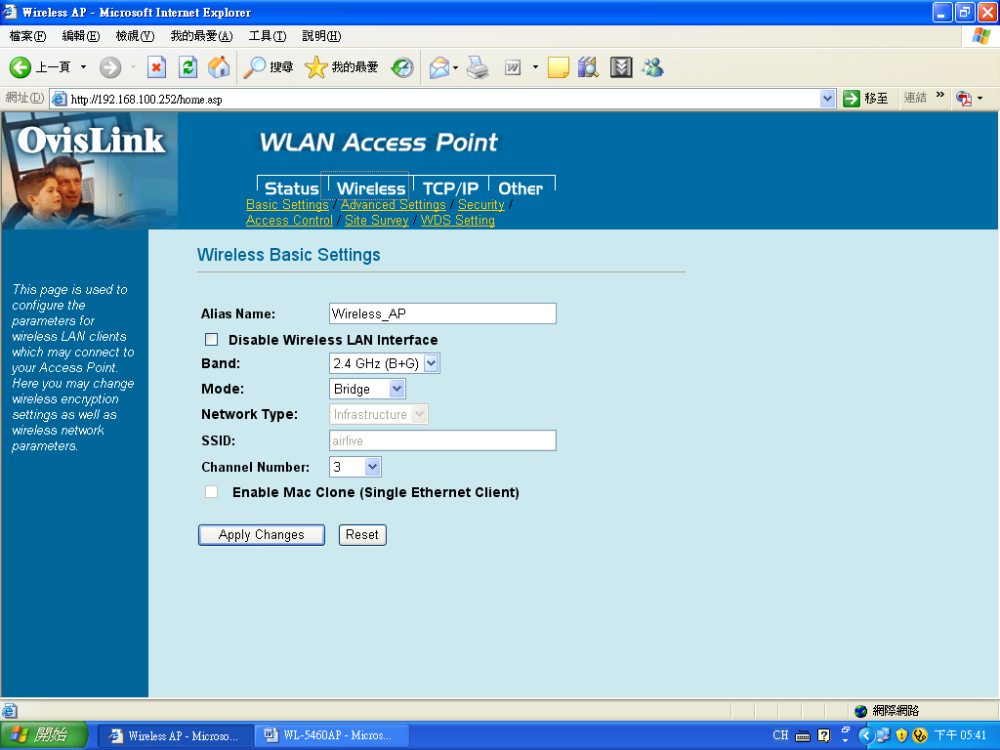 Wireless AP - Microsoft Internet Explorer
檔案(F) 編輯(E) 檢視(V) 我的最愛(A) 工具(T) 說明(H)
上一頁 搜尋 我的最愛
網址(D) http://192.168.100.252/home.asp 移至 連結 »
OvisLink
WLAN Access Point
Status Wireless TCP/IP Other
Basic Settings / Advanced Settings / Security /
Access Control / Site Survey / WDS Setting
This page is used to
configure the
parameters for
wireless LAN clients
which may connect to
your Access Point.
Here you may change
wireless encryption
settings as well as
wireless network
parameters.
Wireless Basic Settings
Alias Name: Wireless_AP
Disable Wireless LAN Interface
Band: 2.4 GHz (B+G)
Mode: Bridge
Network Type: Infrastructure
SSID: airlive
Channel Number: 3
Enable Mac Clone (Single Ethernet Client)
Apply Changes Reset
網際網路
開始 Wireless AP - Microso... WL-5460AP - Micros... CH 下午 05:41